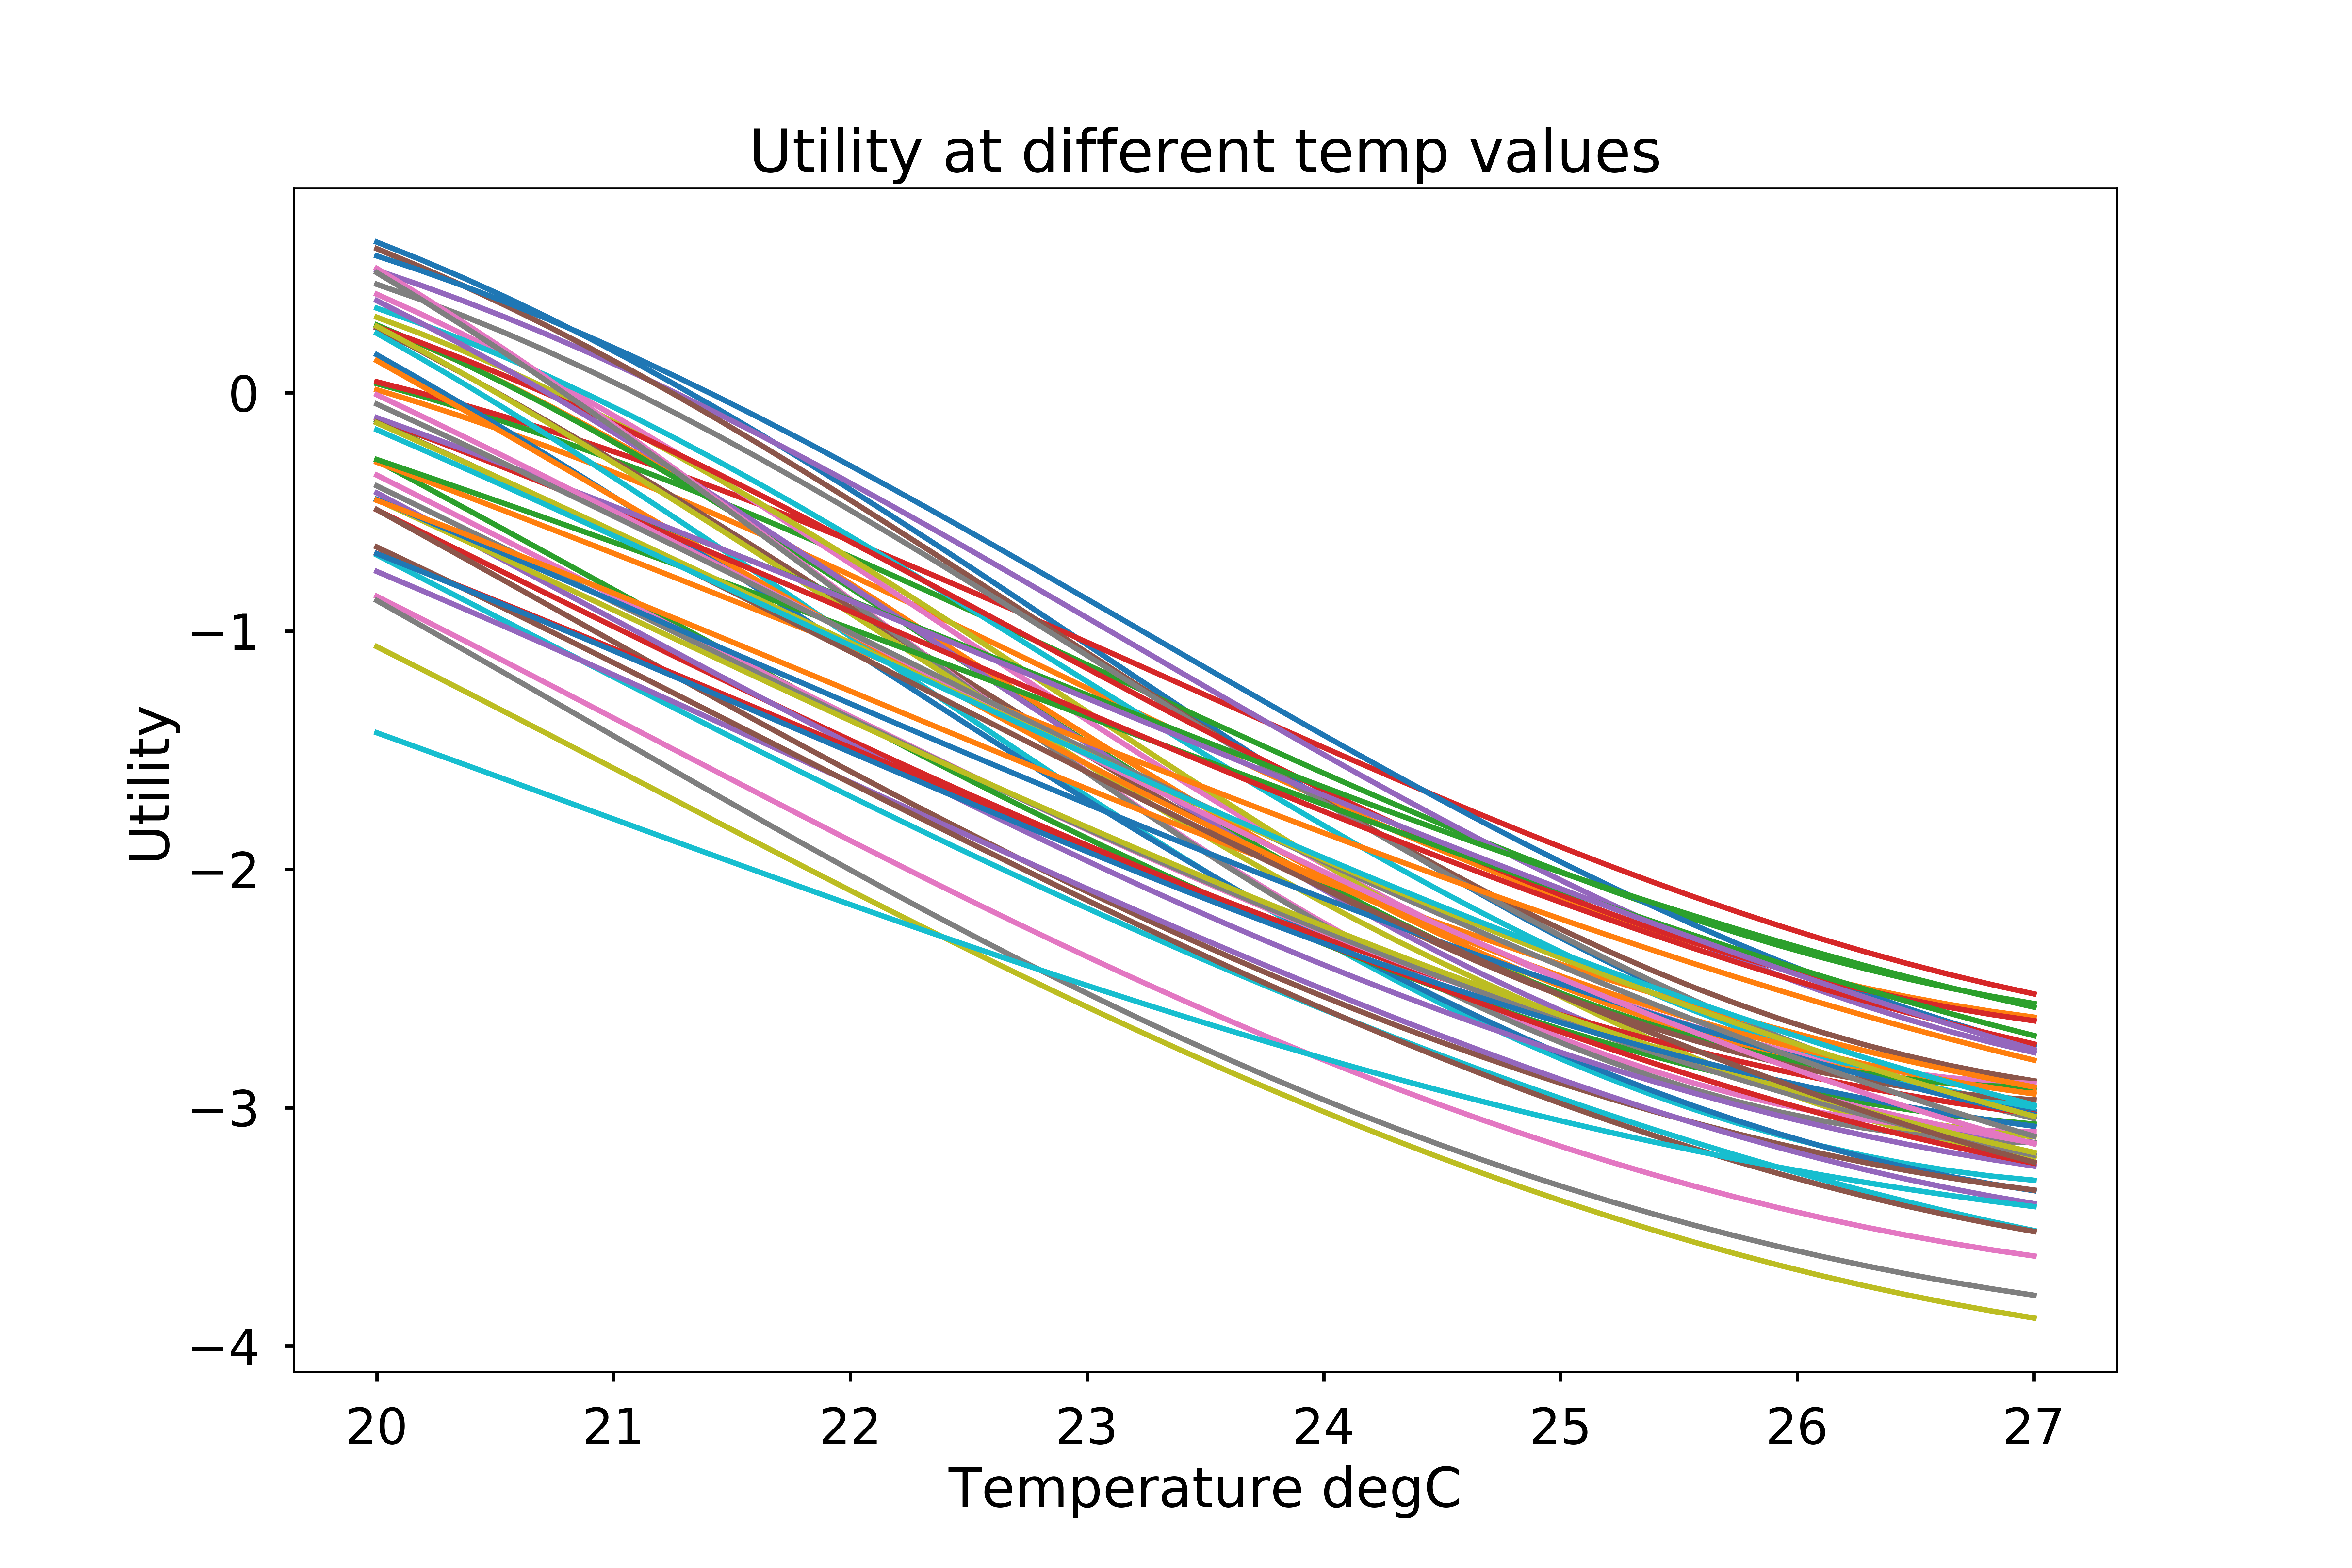 Utility at different temp values
Utility
0
−1
−2
−3
−4
20 21 22 23 24 25 26 27
Temperature degC